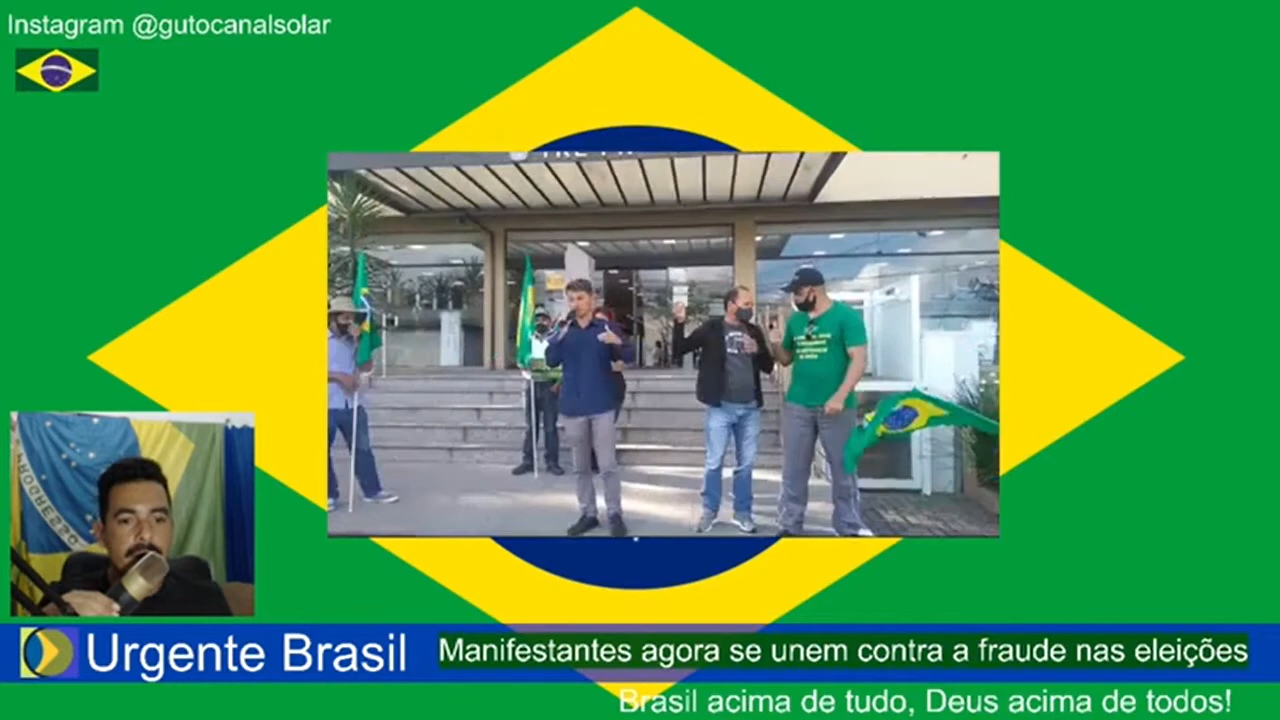 Instagram @gutocanalsolar
Urgente Brasil
Manifestantes agora se unem contra a fraude nas eleições
Brasil acima de tudo, Deus acima de todos!